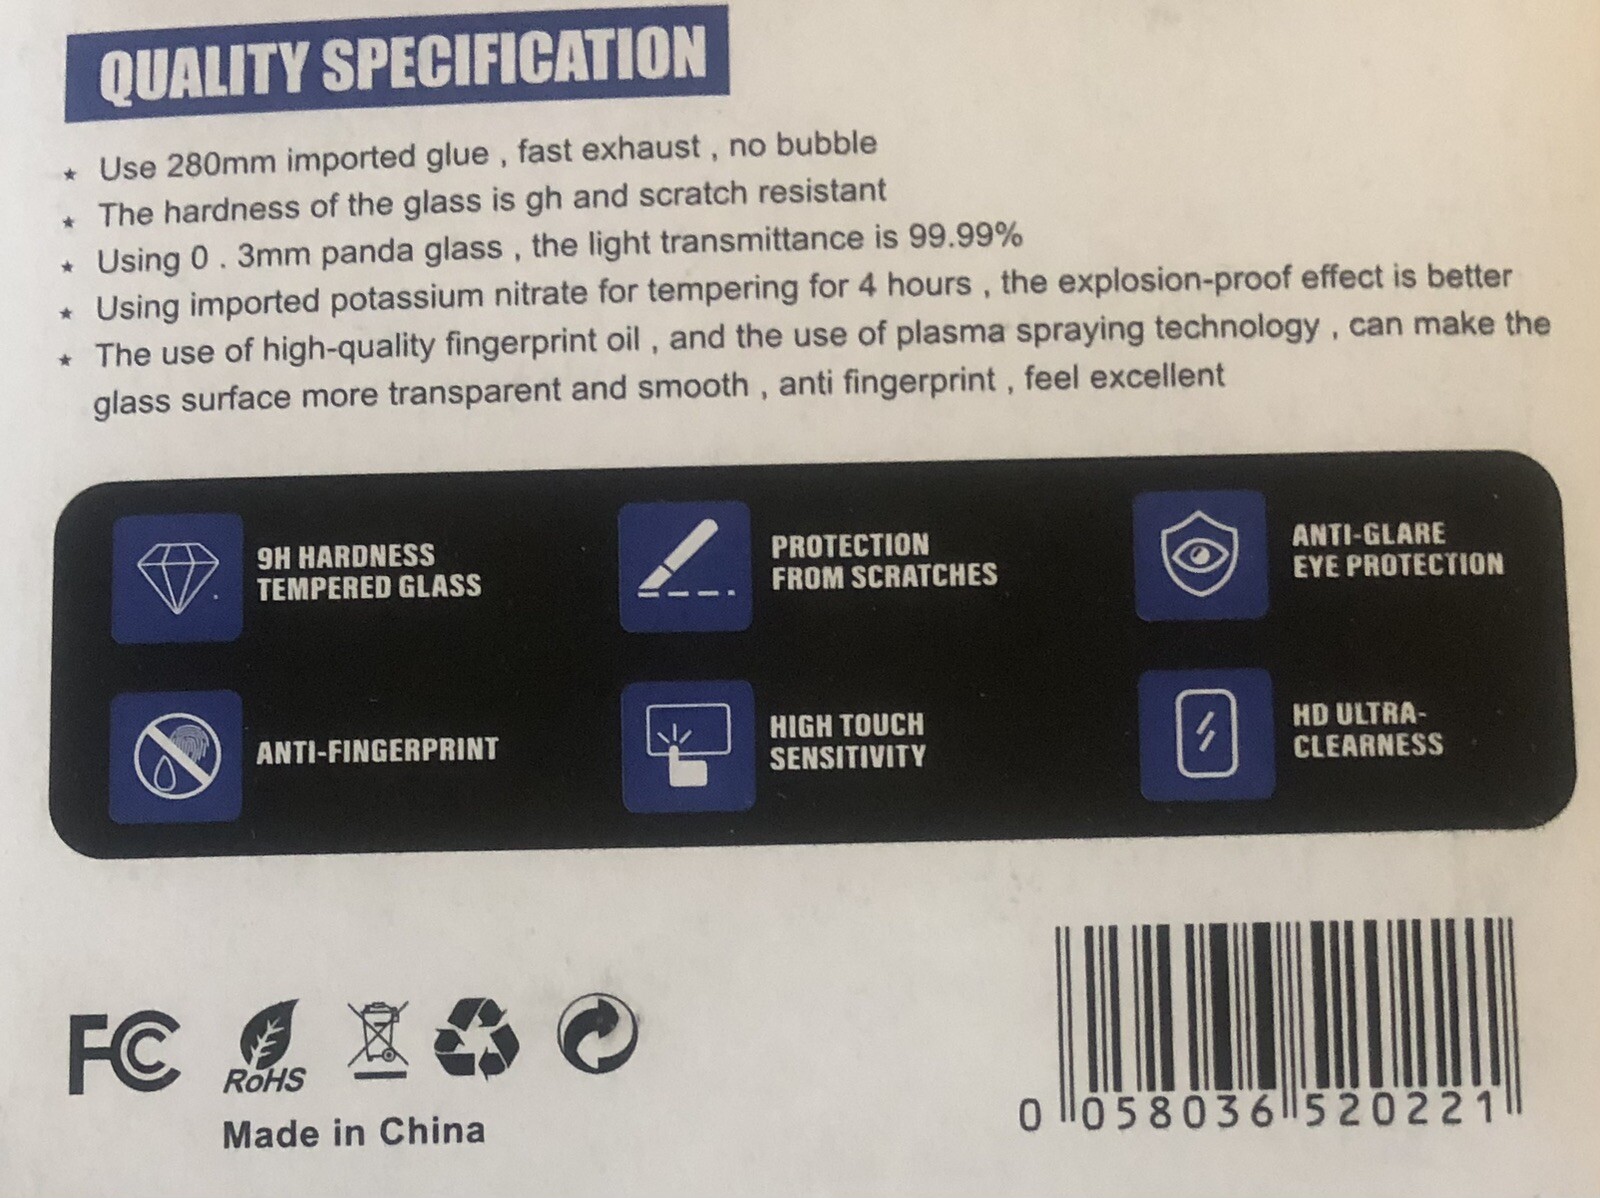 QUALITY SPECIFICATION
★ Use 280mm imported glue , fast exhaust , no bubble
★ The hardness of the glass is gh and scratch resistant
★ Using 0 . 3mm panda glass , the light transmittance is 99.99%
★ Using imported potassium nitrate for tempering for 4 hours , the explosion-proof effect is better
★ The use of high-quality fingerprint oil , and the use of plasma spraying technology , can make the
glass surface more transparent and smooth , anti fingerprint , feel excellent
9H HARDNESS
TEMPERED GLASS
PROTECTION
FROM SCRATCHES
ANTI-GLARE
EYE PROTECTION
ANTI-FINGERPRINT
HIGH TOUCH
SENSITIVITY
HD ULTRA-
CLEARNESS
FC
RoHS
Made in China
0 058036 520221